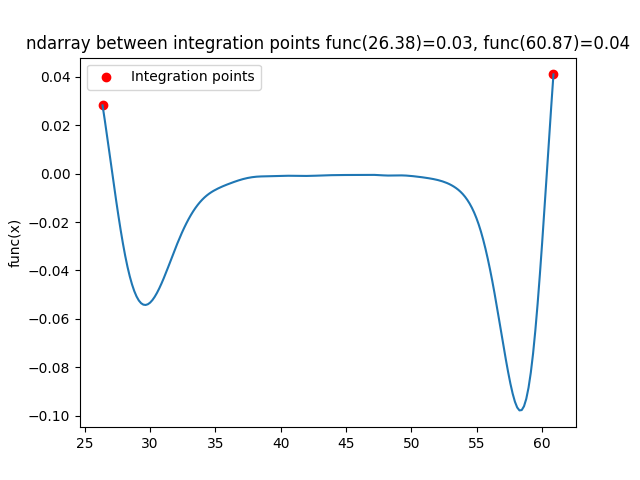 ndarray between integration points func(26.38)=0.03, func(60.87)=0.04
Integration points
func(x)
0.04
0.02
0.00
−0.02
−0.04
−0.06
−0.08
−0.10
25 30 35 40 45 50 55 60